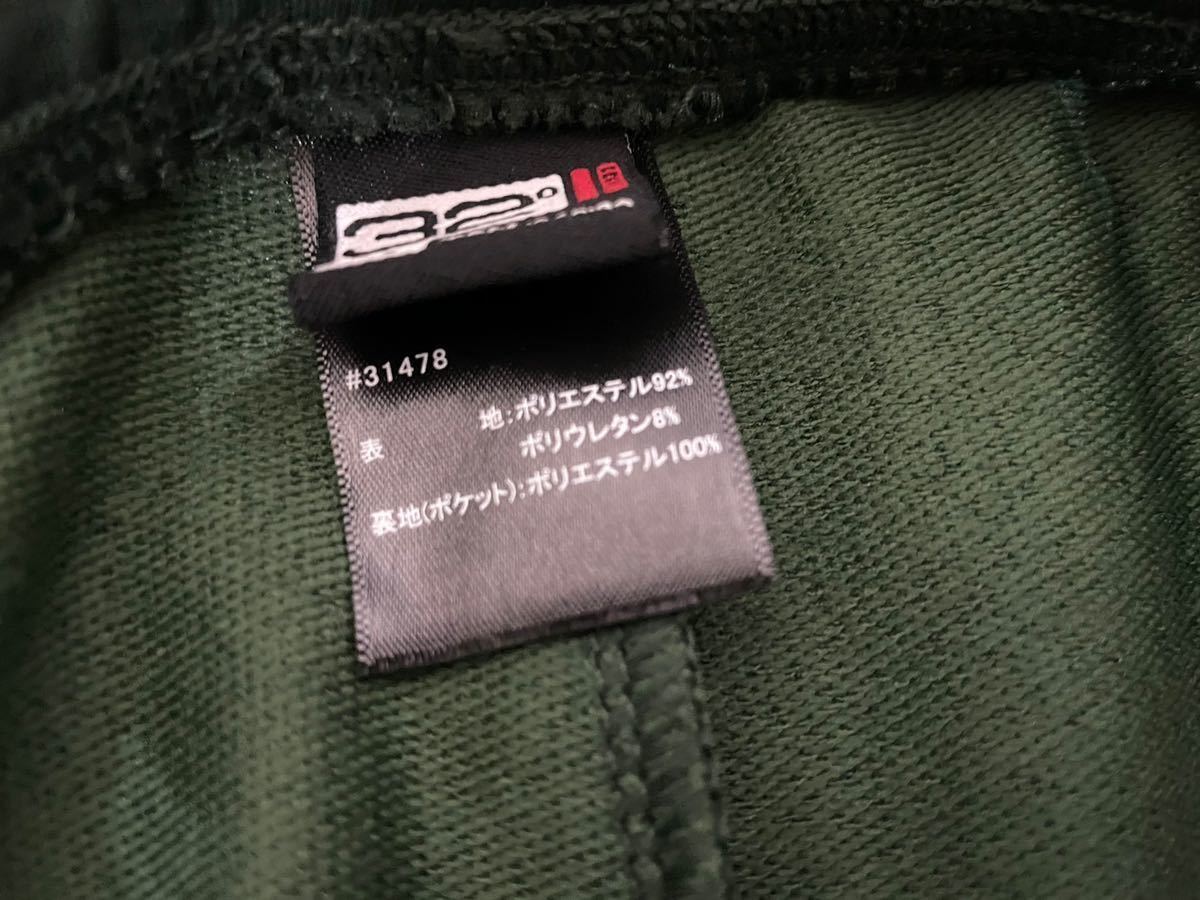 32°
#31478
表 地:ポリエステル92%
ポリウレタン8%
裏地(ポケット):ポリエステル100%